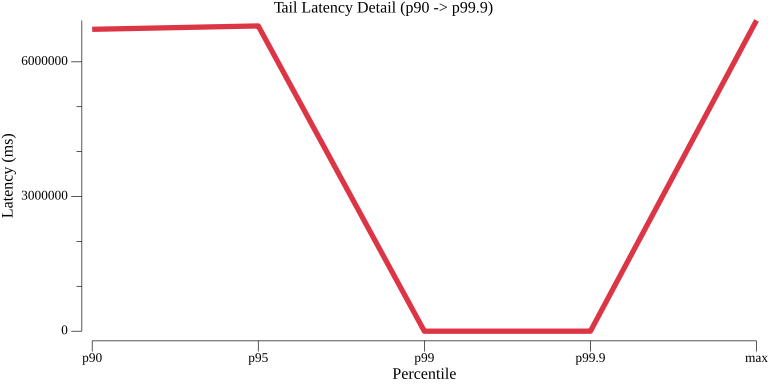 Tail Latency Detail (p90 -> p99.9)
Latency (ms)
6000000
3000000
0
p90 p95 p99 p99.9 max
Percentile